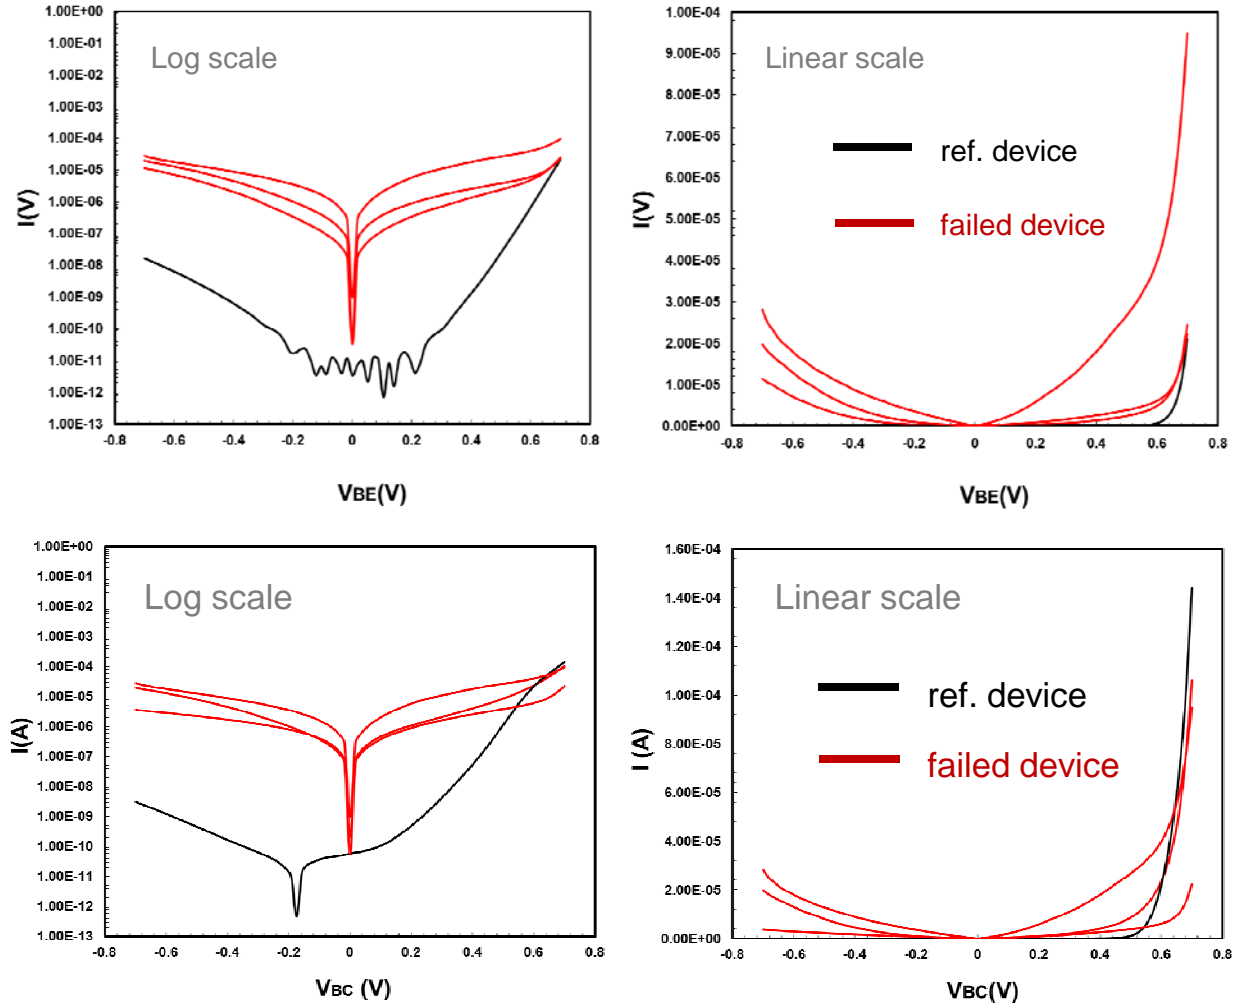 1.00E+00
1.00E-01
1.00E-02
1.00E-03
1.00E-04
1.00E-05
1.00E-06
1.00E-07
1.00E-08
1.00E-09
1.00E-10
1.00E-11
1.00E-12
1.00E-13
I(V)
Log scale
-0.8 -0.6 -0.4 -0.2 0 0.2 0.4 0.6 0.8
VBE(V)
1.00E-04
9.00E-05
8.00E-05
7.00E-05
6.00E-05
5.00E-05
4.00E-05
3.00E-05
2.00E-05
1.00E-05
0.00E+00
I(V)
Linear scale
ref. device
failed device
-0.8 -0.6 -0.4 -0.2 0 0.2 0.4 0.6 0.8
VBE(V)
1.00E+00
1.00E-01
1.00E-02
1.00E-03
1.00E-04
1.00E-05
1.00E-06
1.00E-07
1.00E-08
1.00E-09
1.00E-10
1.00E-11
1.00E-12
1.00E-13
I(A)
Log scale
-0.8 -0.6 -0.4 -0.2 0 0.2 0.4 0.6 0.8
VBC (V)
1.60E-04
1.40E-04
1.20E-04
1.00E-04
8.00E-05
6.00E-05
4.00E-05
2.00E-05
0.00E+00
I (A)
Linear scale
ref. device
failed device
-0.8 -0.6 -0.4 -0.2 0 0.2 0.4 0.6 0.8
VBC(V)